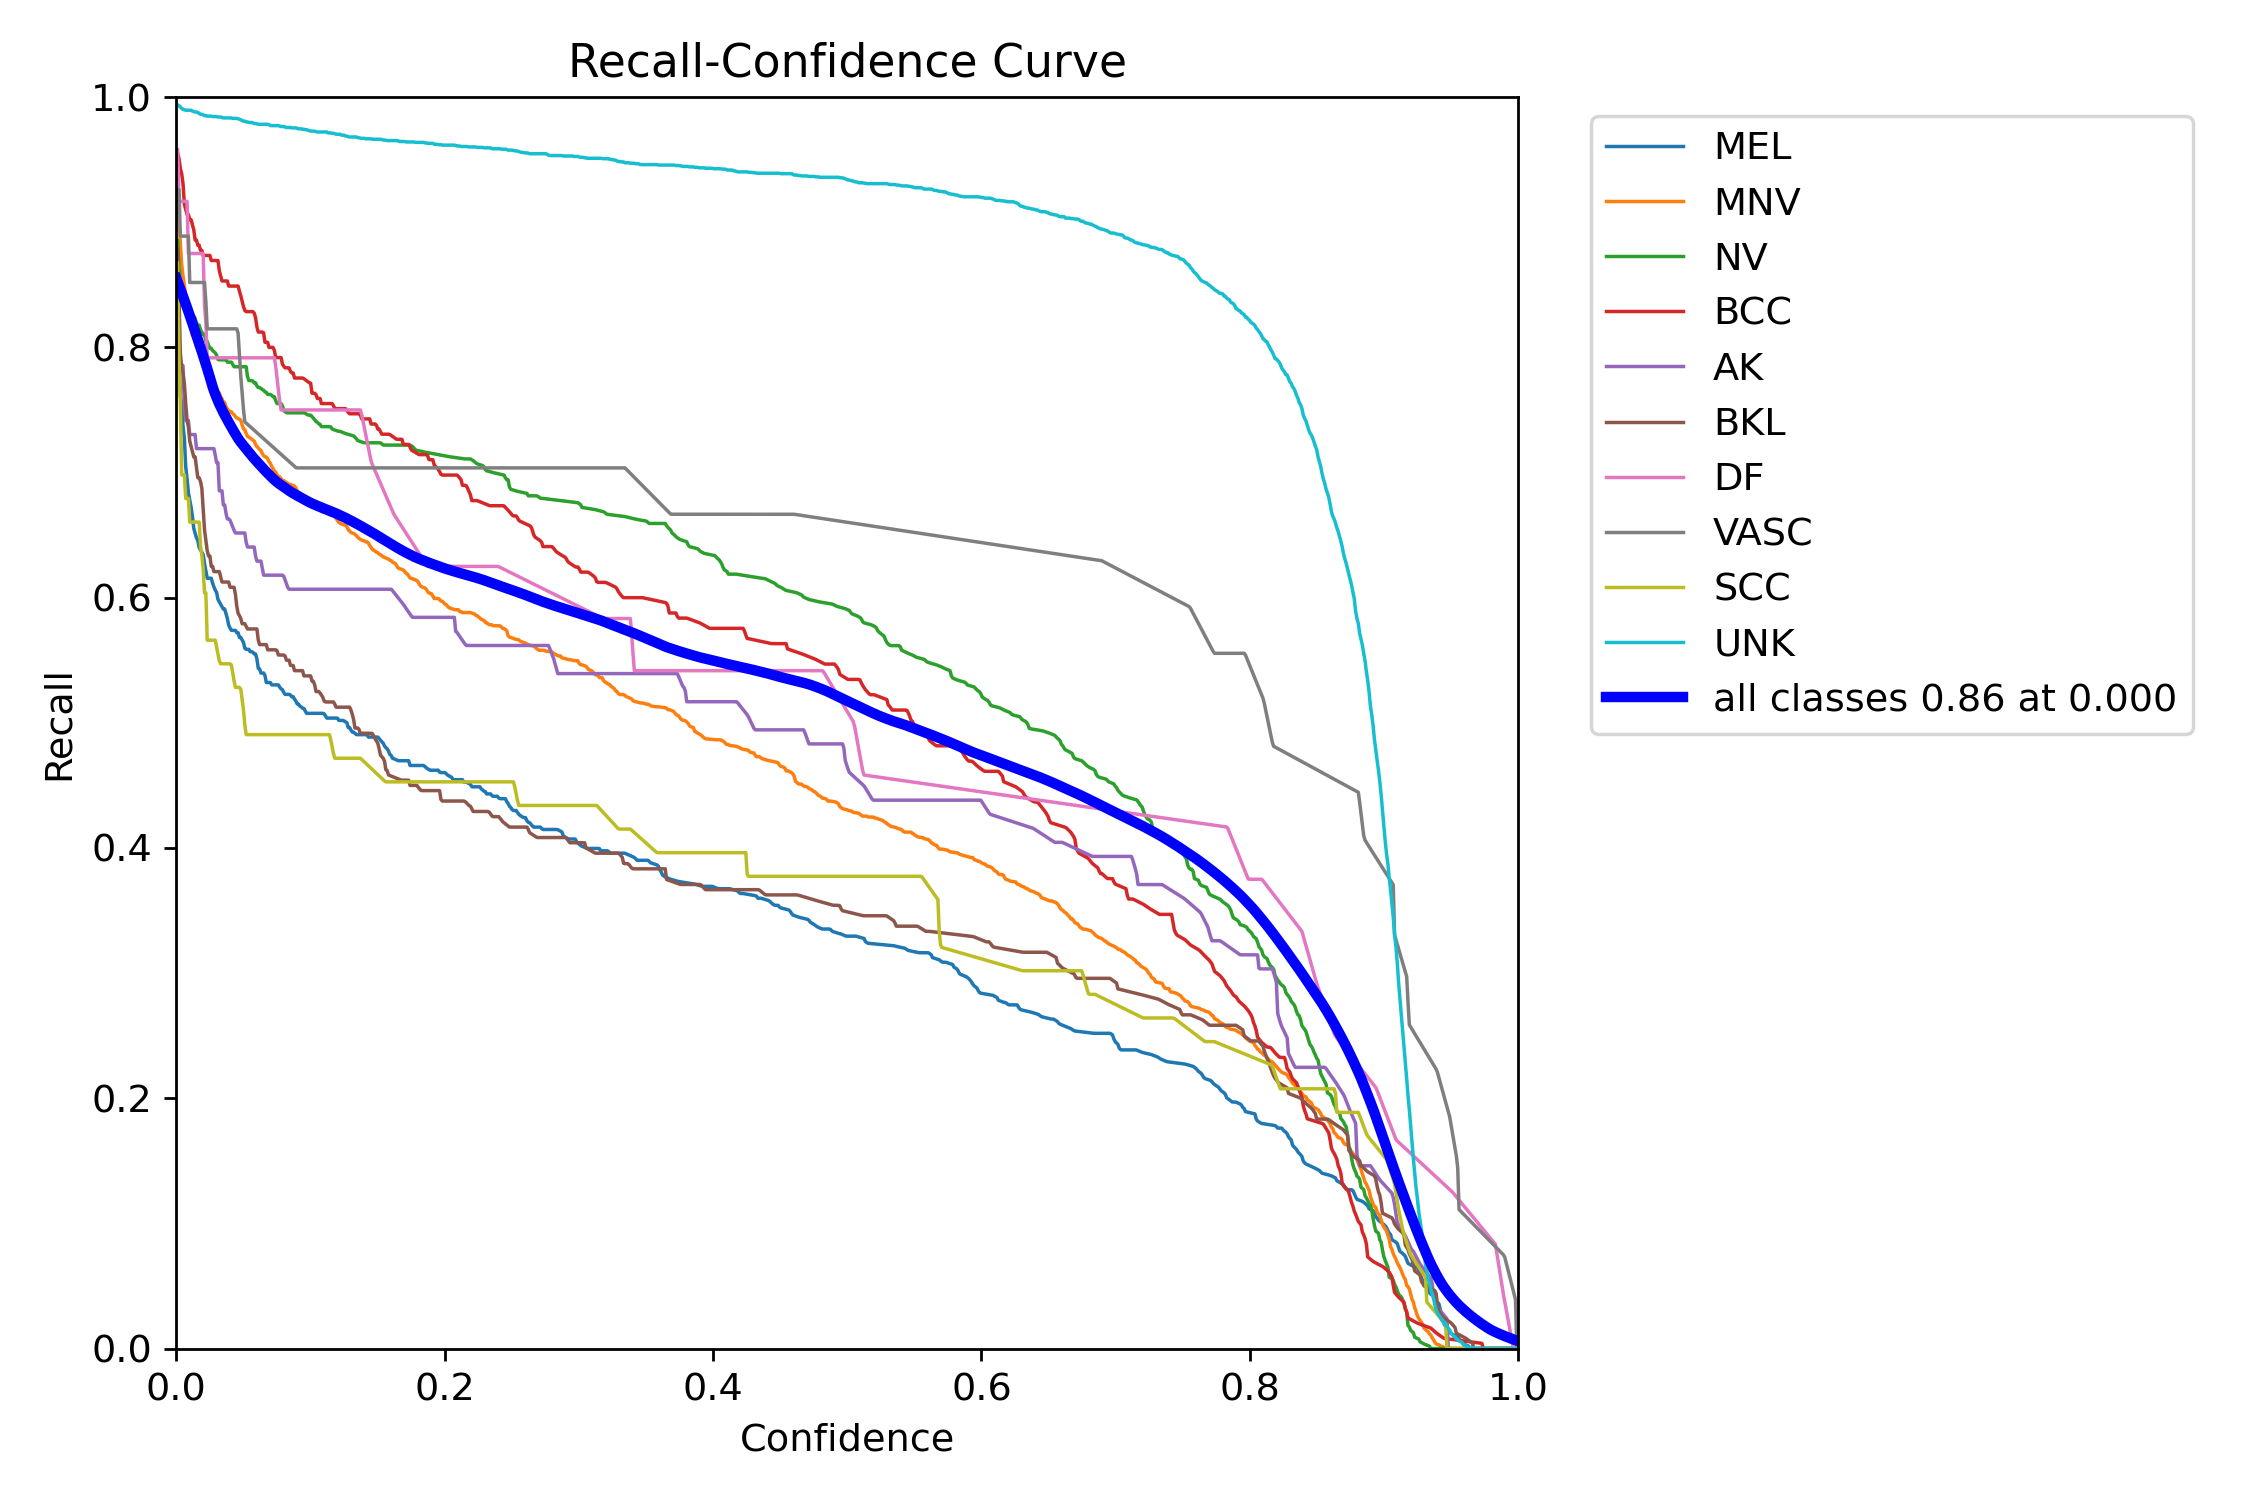 Recall-Confidence Curve
1.0
0.8
0.6
0.4
0.2
0.0
Recall
0.0 0.2 0.4 0.6 0.8 1.0
Confidence
MEL
MNV
NV
BCC
AK
BKL
DF
VASC
SCC
UNK
all classes 0.86 at 0.000